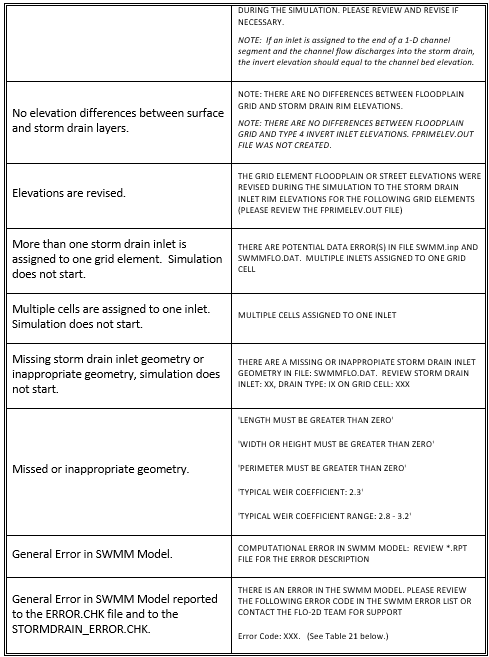 DURING THE SIMULATION. PLEASE REVIEW AND REVISE IF
NECESSARY.
NOTE: If an inlet is assigned to the end of a 1-D channel
segment and the channel flow discharges into the storm drain,
the invert elevation should equal to the channel bed elevation.
No elevation differences between surface
and storm drain layers.
NOTE: THERE ARE NO DIFFERENCES BETWEEN FLOODPLAIN
GRID AND STORM DRAIN RIM ELEVATIONS.
NOTE: THERE ARE NO DIFFERENCES BETWEEN FLOODPLAIN
GRID AND TYPE 4 INVERT INLET ELEVATIONS. FPRIMELEV.OUT
FILE WAS NOT CREATED.
Elevations are revised.
THE GRID ELEMENT FLOODPLAIN OR STREET ELEVATIONS WERE
REVISED DURING THE SIMULATION TO THE STORM DRAIN
INLET RIM ELEVATIONS FOR THE FOLLOWING GRID ELEMENTS
(PLEASE REVIEW THE FPRIMELEV.OUT FILE)
More than one storm drain inlet is
assigned to one grid element. Simulation
does not start.
THERE ARE POTENTIAL DATA ERROR(S) IN FILE SWMM.inp AND
SWMMFLO.DAT. MULTIPLE INLETS ASSIGNED TO ONE GRID
CELL
Multiple cells are assigned to one inlet.
Simulation does not start.
MULTIPLE CELLS ASSIGNED TO ONE INLET
Missing storm drain inlet geometry or
inappropriate geometry, simulation does
not start.
THERE ARE A MISSING OR INAPPROPIATE STORM DRAIN INLET
GEOMETRY IN FILE: SWMMFLO.DAT. REVIEW STORM DRAIN
INLET: XX, DRAIN TYPE: IX ON GRID CELL: XXX
Missed or inappropriate geometry.
'LENGTH MUST BE GREATER THAN ZERO'
'WIDTH OR HEIGHT MUST BE GREATER THAN ZERO'
'PERIMETER MUST BE GREATER THAN ZERO'
'TYPICAL WEIR COEFFICIENT: 2.3'
'TYPICAL WEIR COEFFICIENT RANGE: 2.8 - 3.2'
General Error in SWMM Model.
COMPUTATIONAL ERROR IN SWMM MODEL: REVIEW *.RPT
FILE FOR THE ERROR DESCRIPTION
General Error in SWMM Model reported
to the ERROR.CHK file and to the
STORMDRAIN_ERROR.CHK.
THERE IS AN ERROR IN THE SWMM MODEL. PLEASE REVIEW
THE FOLLOWING ERROR CODE IN THE SWMM ERROR LIST OR
CONTACT THE FLO-2D TEAM FOR SUPPORT
Error Code: XXX. (See Table 21 below.)